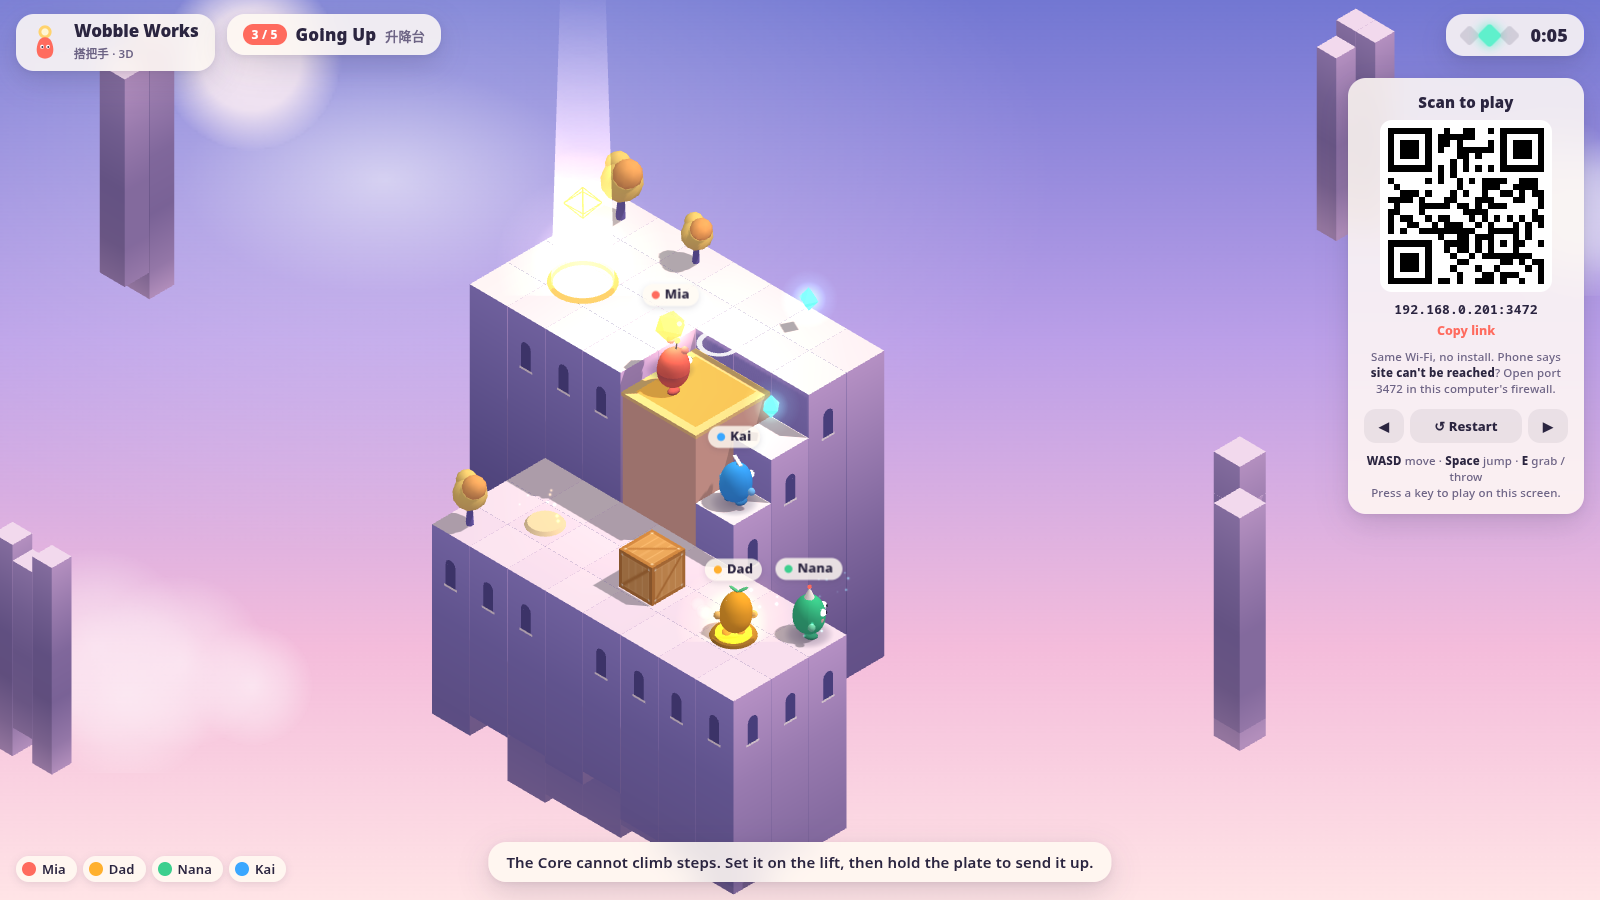 Wobble Works
搭把手 · 3D
3 / 5 Going Up 升降台
0:05
Scan to play
192.168.0.201:3472
Copy link
Same Wi-Fi, no install. Phone says
site can't be reached? Open port
3472 in this computer's firewall.
◀ ↺ Restart ▶
WASD move · Space jump · E grab /
throw
Press a key to play on this screen.
Mia
Kai
Dad
Nana
Mia Dad Nana Kai
The Core cannot climb steps. Set it on the lift, then hold the plate to send it up.